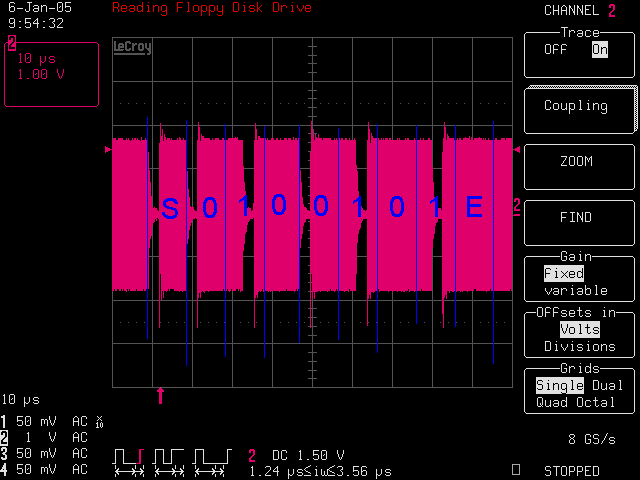 6-Jan-05
9:54:32
Reading Floppy Disk Drive
CHANNEL 2
2
10 µs
1.00 V
LeCroy
Trace
OFF On
Coupling
ZOOM
FIND
Gain
Fixed
variable
Offsets in
Volts
Divisions
Grids
Single Dual
Quad Octal
S 0 1 0 0 1 0 1 E
2
10 µs
1 50 mV AC x10
2 1 V AC
3 50 mV AC
4 50 mV AC
2 DC 1.50 V
1.24 µs≤iw≤3.56 µs
8 GS/s
STOPPED